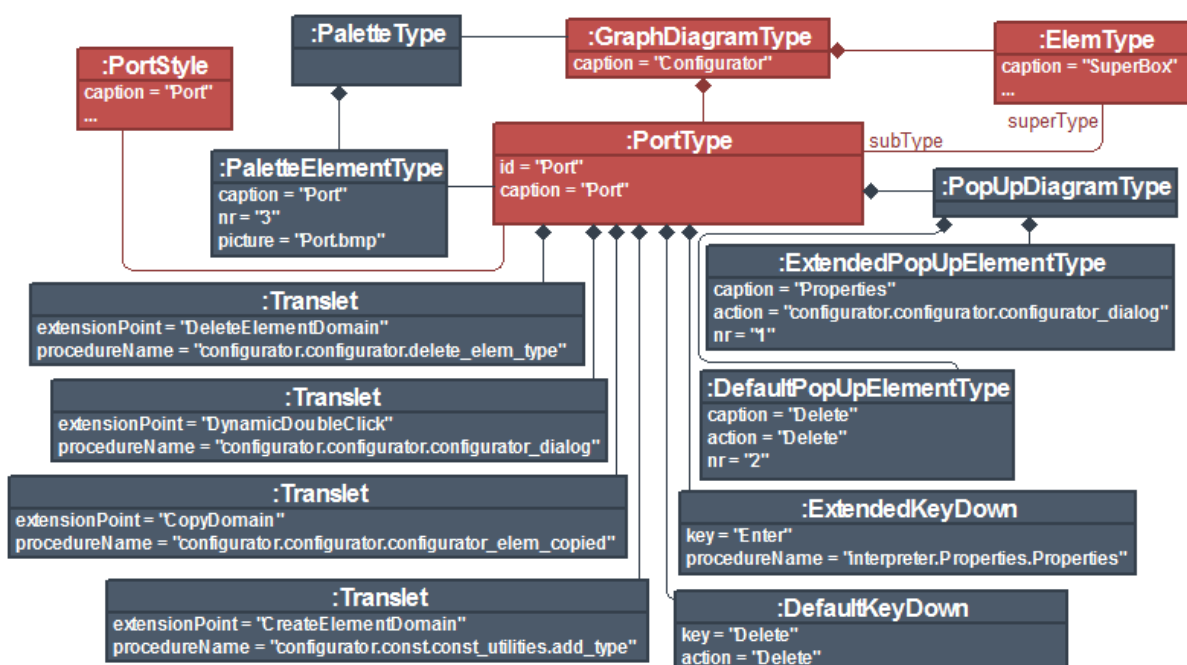 :PaletteType
:GraphDiagramType
caption = "Configurator"
:ElemType
caption = "SuperBox"
...
:PortStyle
caption = "Port"
...
superType
subType
:PortType
id = "Port"
caption = "Port"
:PaletteElementType
caption = "Port"
nr = "3"
picture = "Port.bmp"
:PopUpDiagramType
:ExtendedPopUpElementType
caption = "Properties"
action = "configurator.configurator.configurator_dialog"
nr = "1"
:Translet
extensionPoint = "DeleteElementDomain"
procedureName = "configurator.configurator.delete_elem_type"
:DefaultPopUpElementType
caption = "Delete"
action = "Delete"
nr = "2"
:Translet
extensionPoint = "DynamicDoubleClick"
procedureName = "configurator.configurator.configurator_dialog"
:Translet
extensionPoint = "CopyDomain"
procedureName = "configurator.configurator.configurator_elem_copied"
:ExtendedKeyDown
key = "Enter"
procedureName = "interpreter.Properties.Properties"
:Translet
extensionPoint = "CreateElementDomain"
procedureName = "configurator.const.const_utilities.add_type"
:DefaultKeyDown
key = "Delete"
action = "Delete"